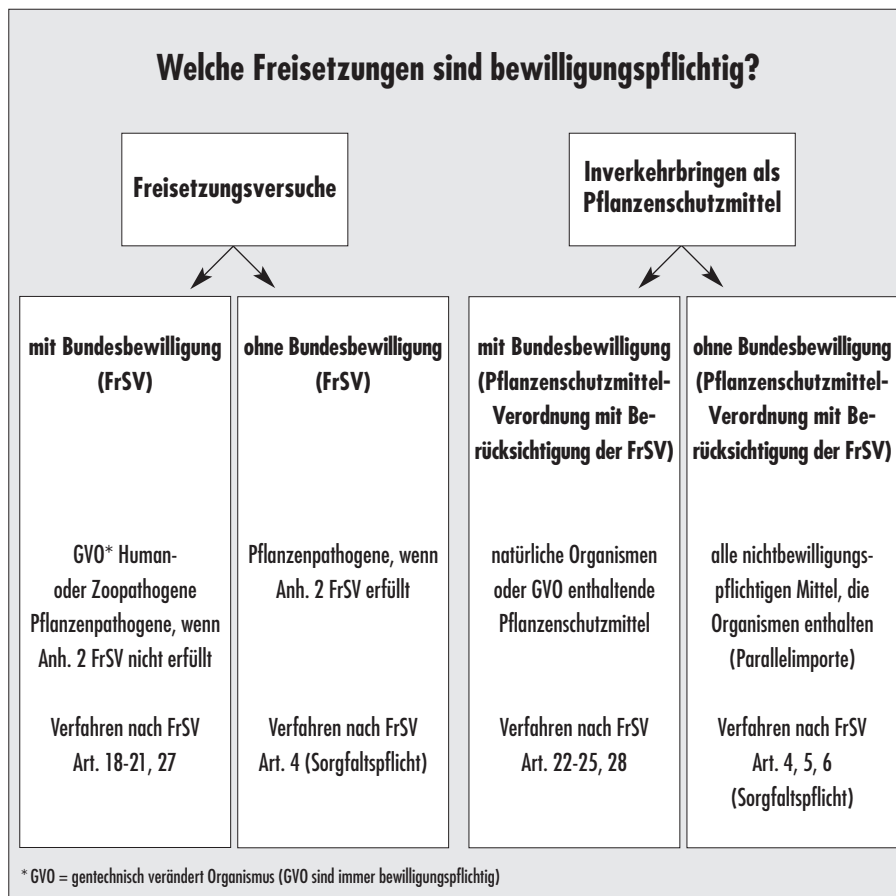 Welche Freisetzungen sind bewilligungspflichtig?
Freisetzungsversuche
Inverkehrbringen als
Pflanzenschutzmittel
mit Bundesbewilligung
(FrSV)
GVO* Human-
oder Zoopathogene
Pflanzenpathogene, wenn
Anh. 2 FrSV nicht erfüllt
Verfahren nach FrSV
Art. 18-21, 27
ohne Bundesbewilligung
(FrSV)
Pflanzenpathogene, wenn
Anh. 2 FrSV erfüllt
Verfahren nach FrSV
Art. 4 (Sorgfaltspflicht)
mit Bundesbewilligung
(Pflanzenschutzmittel-
Verordnung mit Be-
rücksichtigung der FrSV)
natürliche Organismen
oder GVO enthaltende
Pflanzenschutzmittel
Verfahren nach FrSV
Art. 22-25, 28
ohne Bundesbewilligung
(Pflanzenschutzmittel-
Verordnung mit Be-
rücksichtigung der FrSV)
alle nichtbewilligungs-
pflichtigen Mittel, die
Organismen enthalten
(Parallelimporte)
Verfahren nach FrSV
Art. 4, 5, 6
(Sorgfaltspflicht)
* GVO = gentechnisch verändert Organismus (GVO sind immer bewilligungspflichtig)